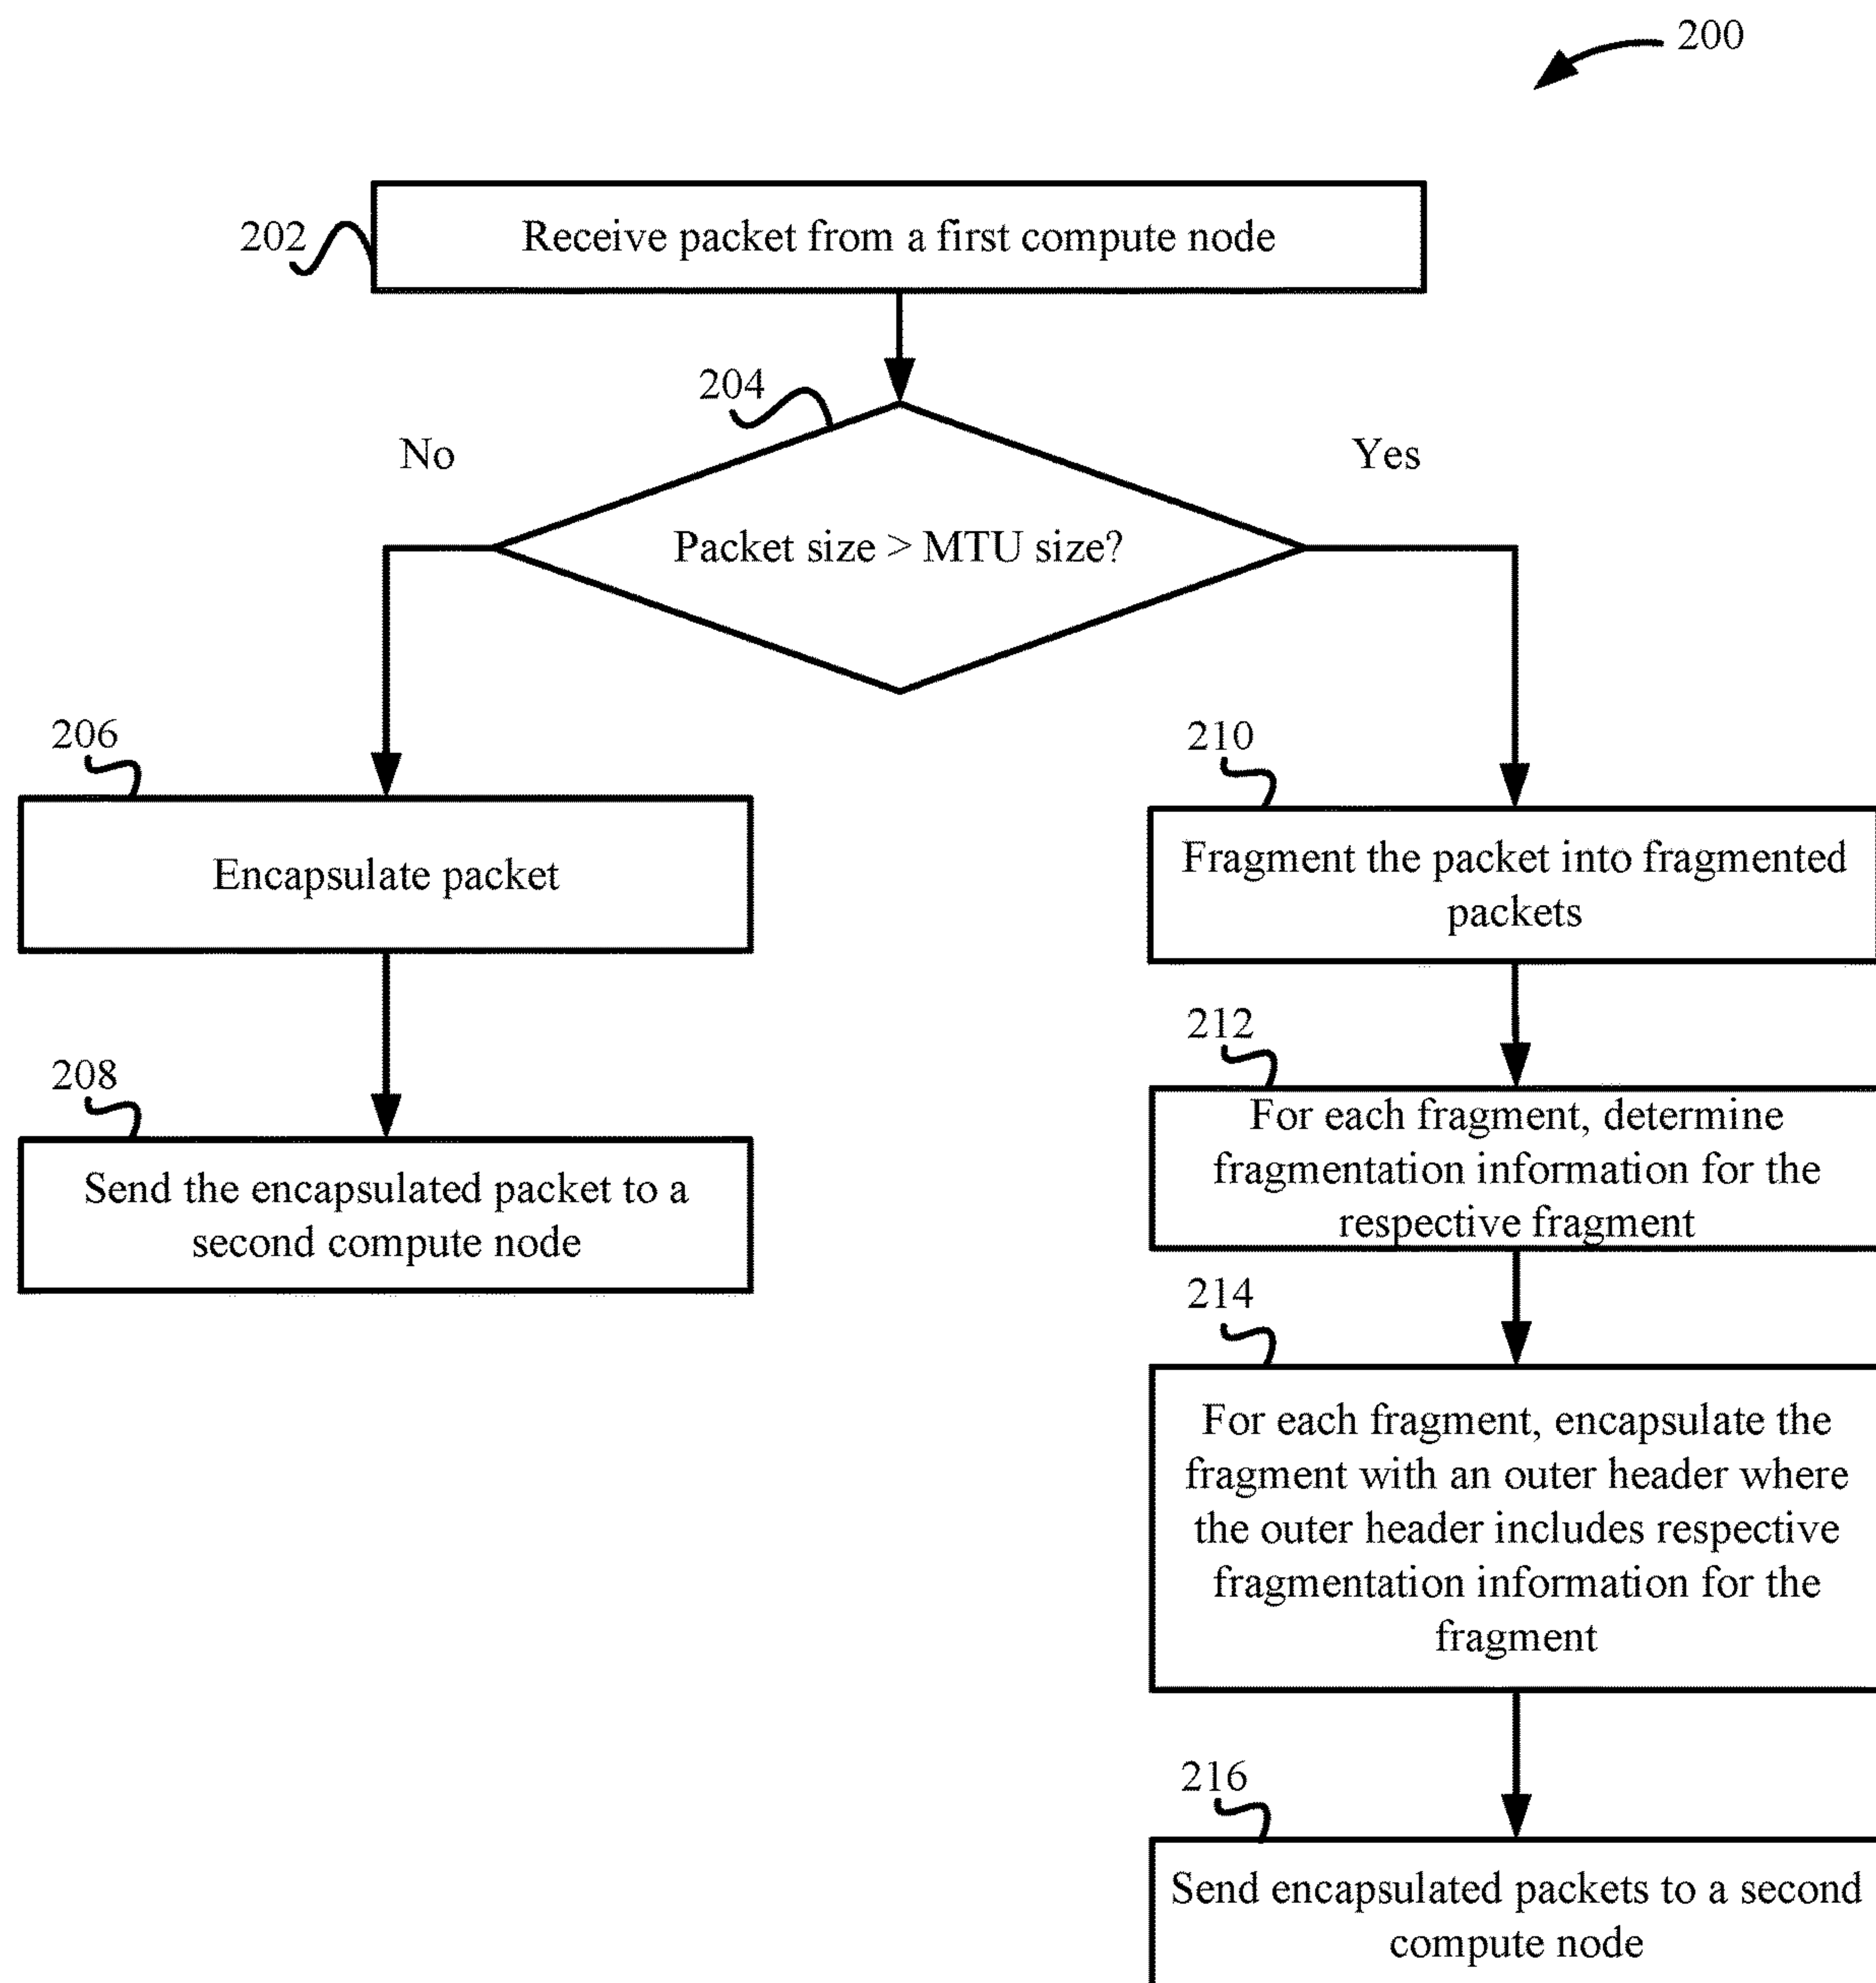 200
202
Receive packet from a first compute node
204
No
Yes
Packet size > MTU size?
206
Encapsulate packet
208
Send the encapsulated packet to a
second compute node
210
Fragment the packet into fragmented
packets
212
For each fragment, determine
fragmentation information for the
respective fragment
214
For each fragment, encapsulate the
fragment with an outer header where
the outer header includes respective
fragmentation information for the
fragment
216
Send encapsulated packets to a second
compute node